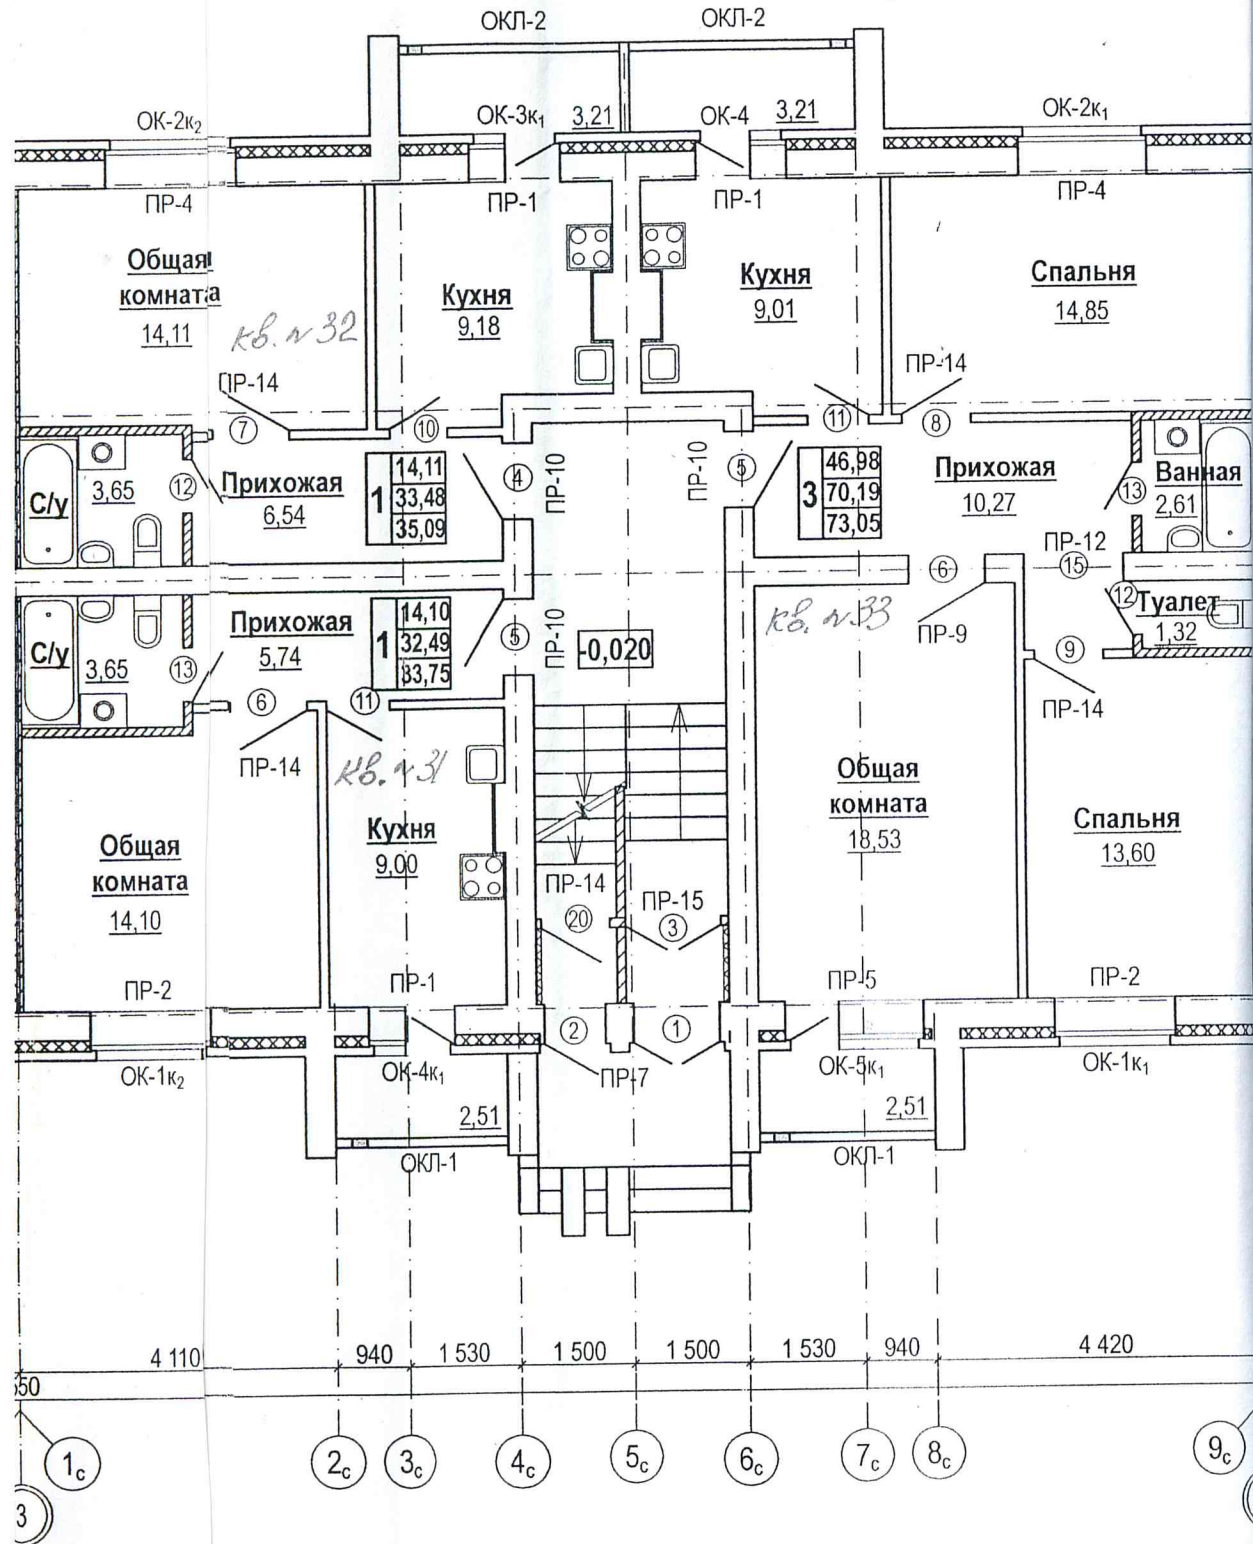 ОКЛ-2
ОКЛ-2
ОК-2к₂
ОК-3к₁
3,21
ОК-4
3,21
ОК-2к₁
ПР-4
ПР-1
ПР-1
ПР-4
Общая
комната
14,11
кв. № 32
Кухня
9,18
Кухня
9,01
Спальня
14,85
ПР-14
ПР-14
7
10
11
8
С/у
3,65
12
Прихожая
6,54
1
14,11
33,48
35,09
4
ПР-10
ПР-10
5
3
46,98
70,19
73,05
Прихожая
10,27
13
Ванная
2,61
ПР-12
15
6
С/у
3,65
13
Прихожая
5,74
1
14,10
32,49
33,75
5
ПР-10
-0,020
кв. № 33
ПР-9
12
Туалет
1,32
9
6
11
ПР-14
ПР-14
кв. № 31
Общая
комната
14,10
Кухня
9,00
Общая
комната
18,53
Спальня
13,60
ПР-14
20
ПР-15
3
ПР-2
ПР-1
ПР-5
ПР-2
2
1
ОК-1к₂
ОК-4к₁
ПР-7
ОК-5к₁
ОК-1к₁
2,51
2,51
ОКЛ-1
ОКЛ-1
4 110
940
1 530
1 500
1 500
1 530
940
4 420
550
1с
2с
3с
4с
5с
6с
7с
8с
9с
3